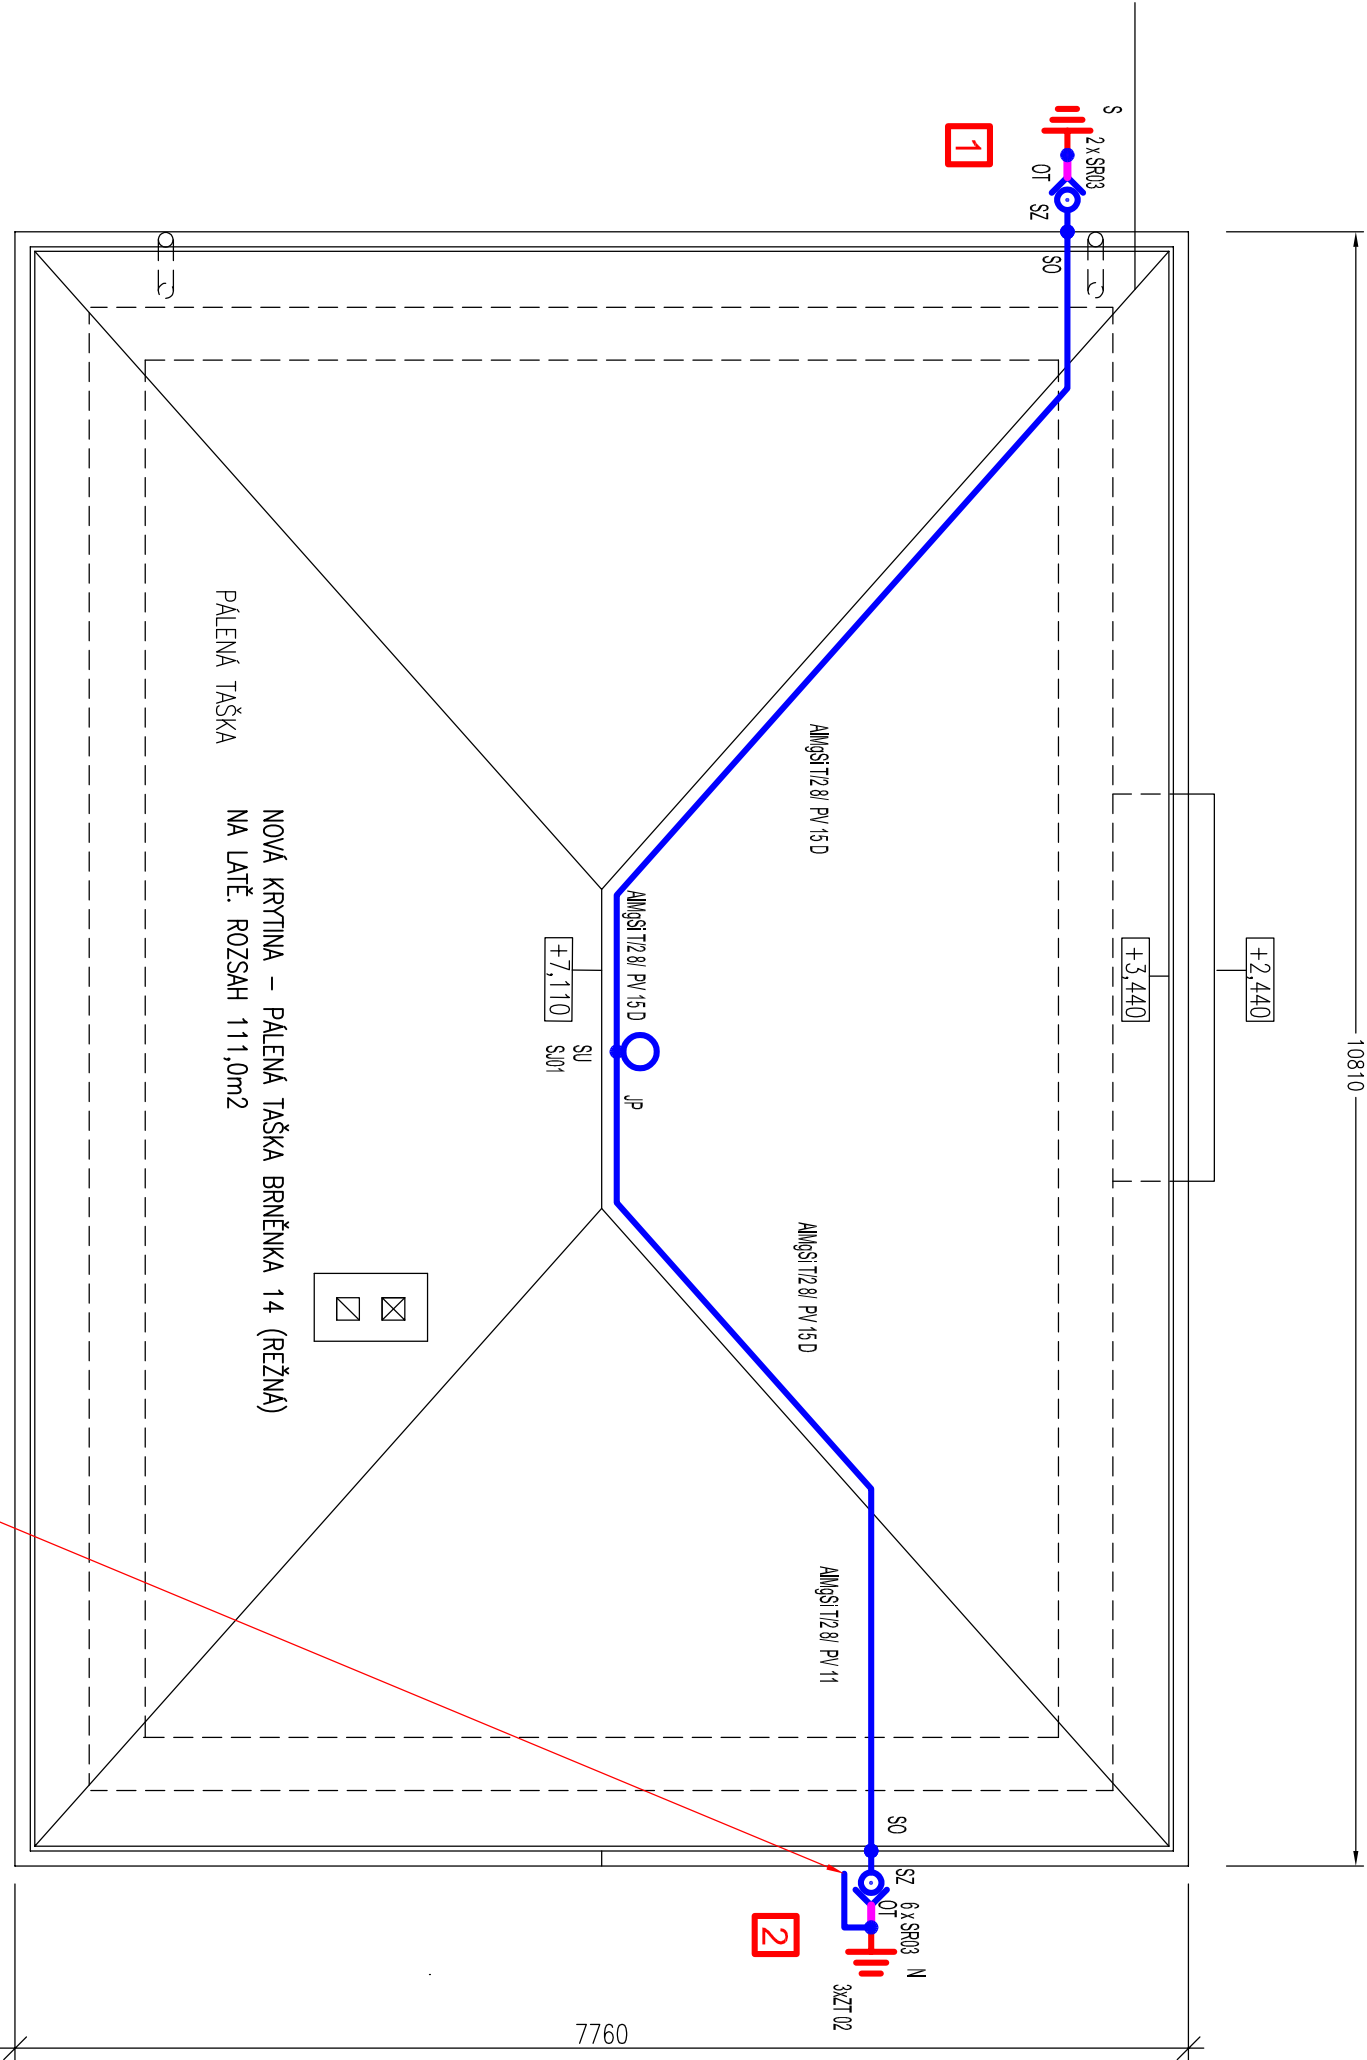 S
2 x SR03
OT
SZ
SO
1
AlMgSi T/2 8/ PV 15 D
AlMgSi T/2 8/ PV 15 D
+7,110
SU
SJ01
JP
+3,440
+2,440
10810
PÁLENÁ TAŠKA
NOVÁ KRYTINA – PÁLENÁ TAŠKA BRNĚNKA 14 (REŽNÁ)
NA LATĚ. ROZSAH 111,0m2
AlMgSi T/2 8/ PV 15 D
AlMgSi T/2 8/ PV 11
SO
SZ
OT
6 x SR03
N
3xZT 02
2
7760